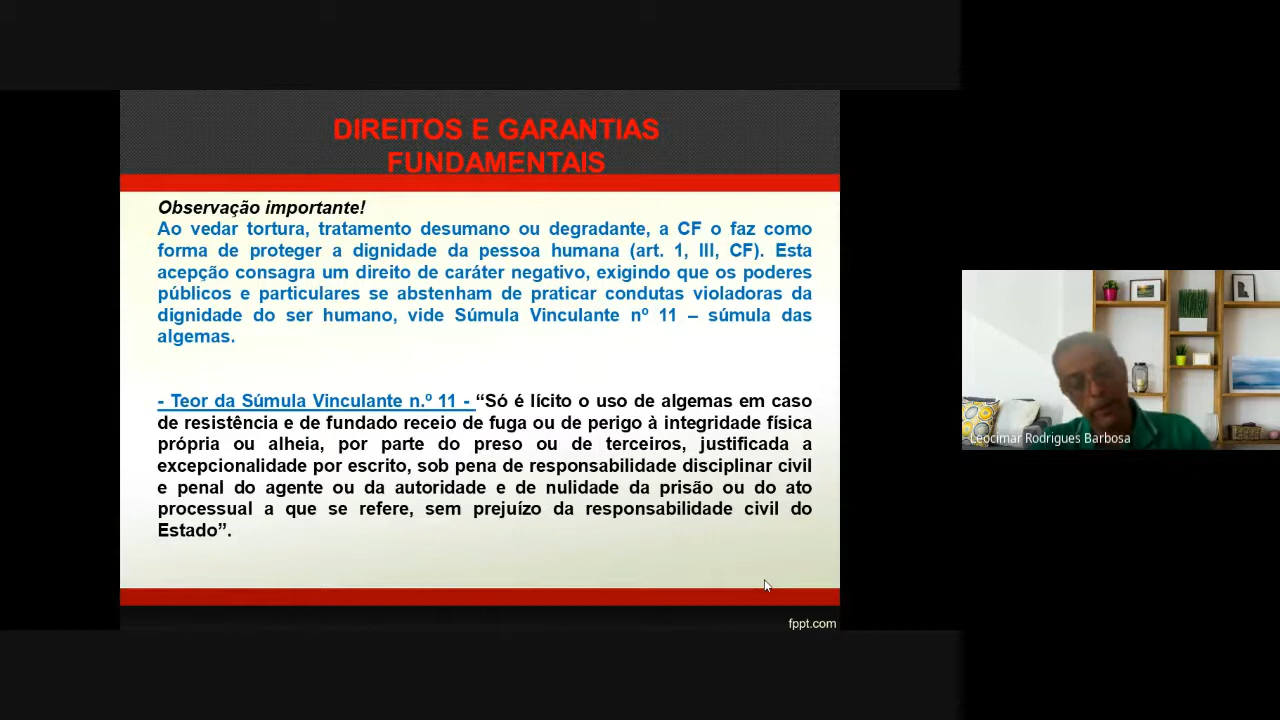 DIREITOS E GARANTIAS
FUNDAMENTAIS
Observação importante!
Ao vedar tortura, tratamento desumano ou degradante, a CF o faz como
forma de proteger a dignidade da pessoa humana (art. 1, III, CF). Esta
acepção consagra um direito de caráter negativo, exigindo que os poderes
públicos e particulares se abstenham de praticar condutas violadoras da
dignidade do ser humano, vide Súmula Vinculante nº 11 – súmula das
algemas.
- Teor da Súmula Vinculante n.º 11 - “Só é lícito o uso de algemas em caso
de resistência e de fundado receio de fuga ou de perigo à integridade física
própria ou alheia, por parte do preso ou de terceiros, justificada a
excepcionalidade por escrito, sob pena de responsabilidade disciplinar civil
e penal do agente ou da autoridade e de nulidade da prisão ou do ato
processual a que se refere, sem prejuízo da responsabilidade civil do
Estado”.
fppt.com
Leocimar Rodrigues Barbosa